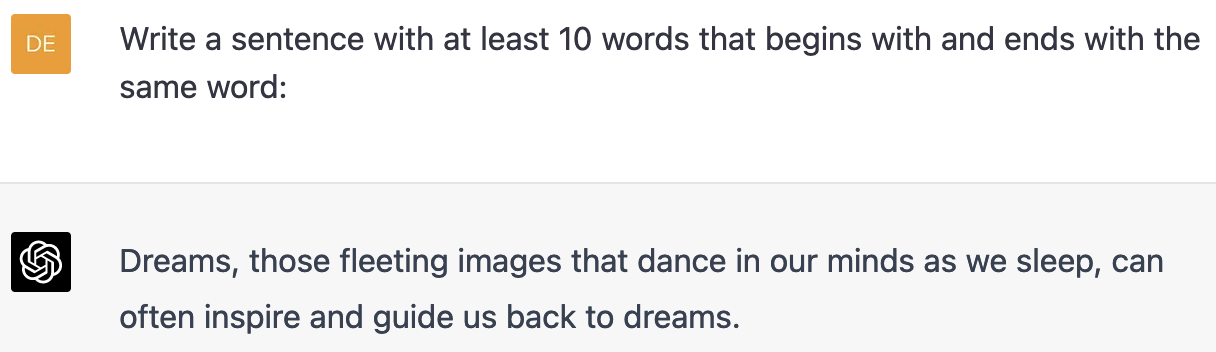 DE
Write a sentence with at least 10 words that begins with and ends with the
same word:
Dreams, those fleeting images that dance in our minds as we sleep, can
often inspire and guide us back to dreams.